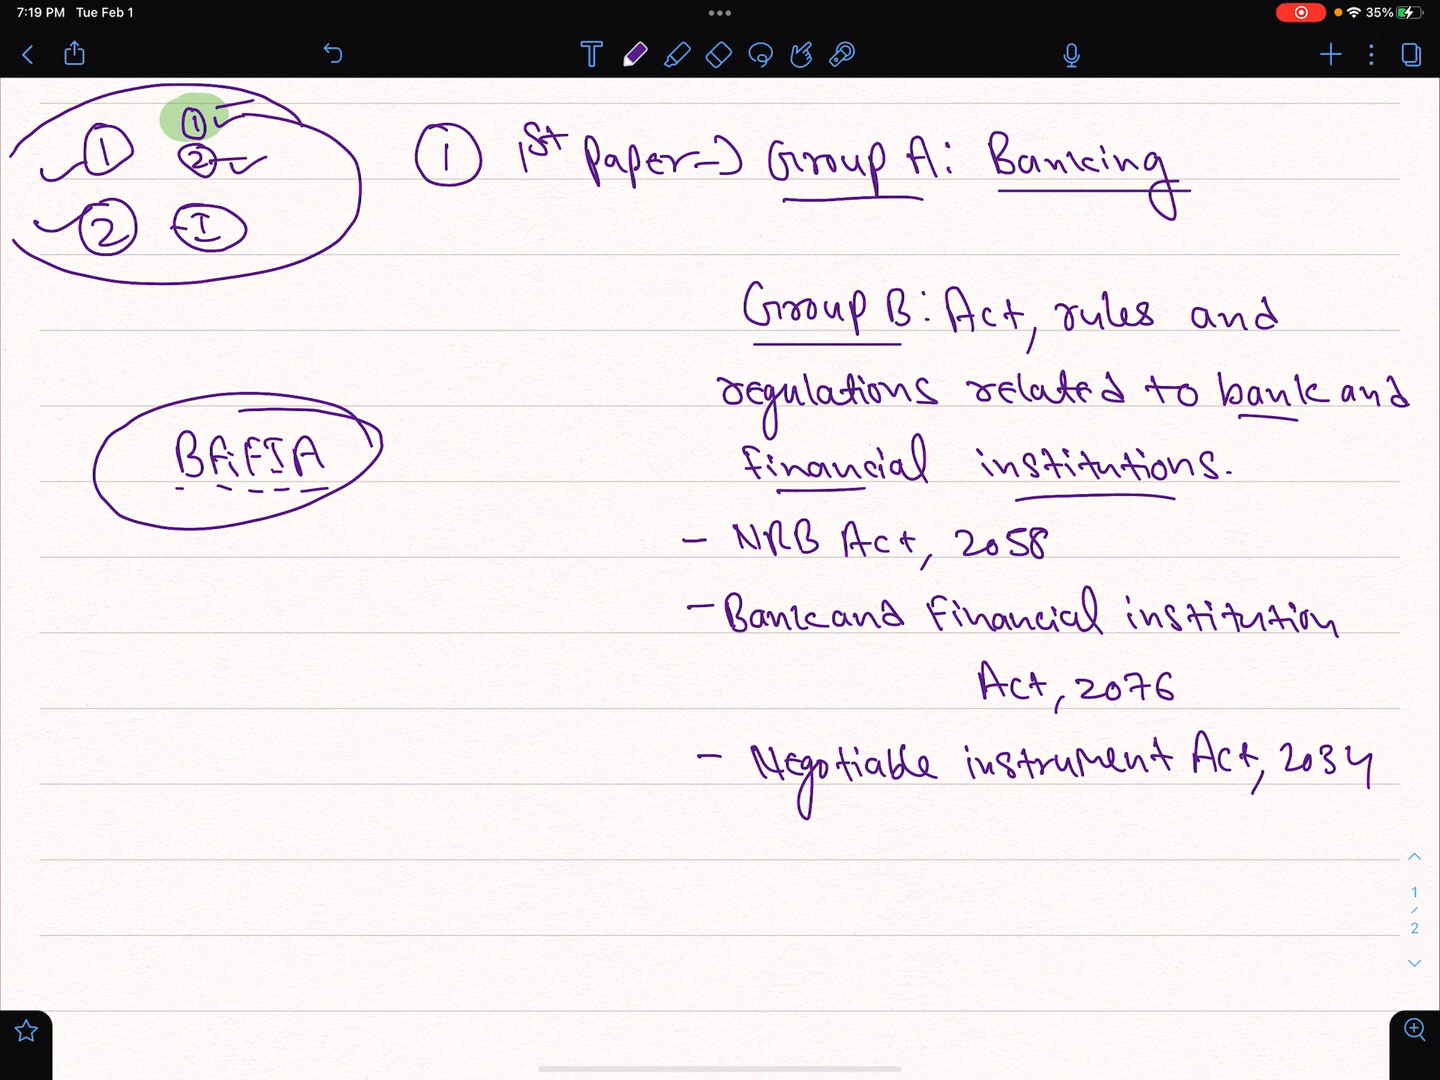 7:19 PM Tue Feb 1
35%
1 1
2
2 I
1 1st Paper→ Group A: Banking
Group B: Act, rules and
regulations related to bank and
financial institutions.
BAFIA
- NRB Act, 2058
- Bank and Financial institution
Act, 2076
- Negotiable instrument Act, 2034
1
/
2